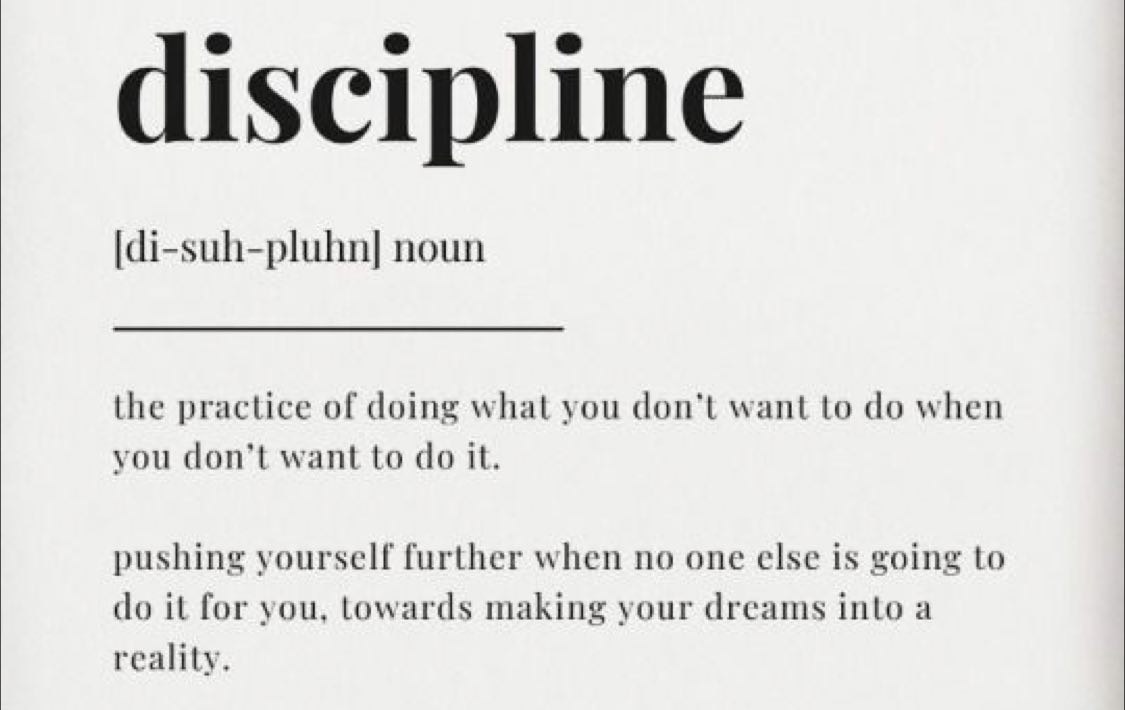 discipline
[di-suh-pluhn] noun
the practice of doing what you don’t want to do when
you don’t want to do it.
pushing yourself further when no one else is going to
do it for you, towards making your dreams into a
reality.